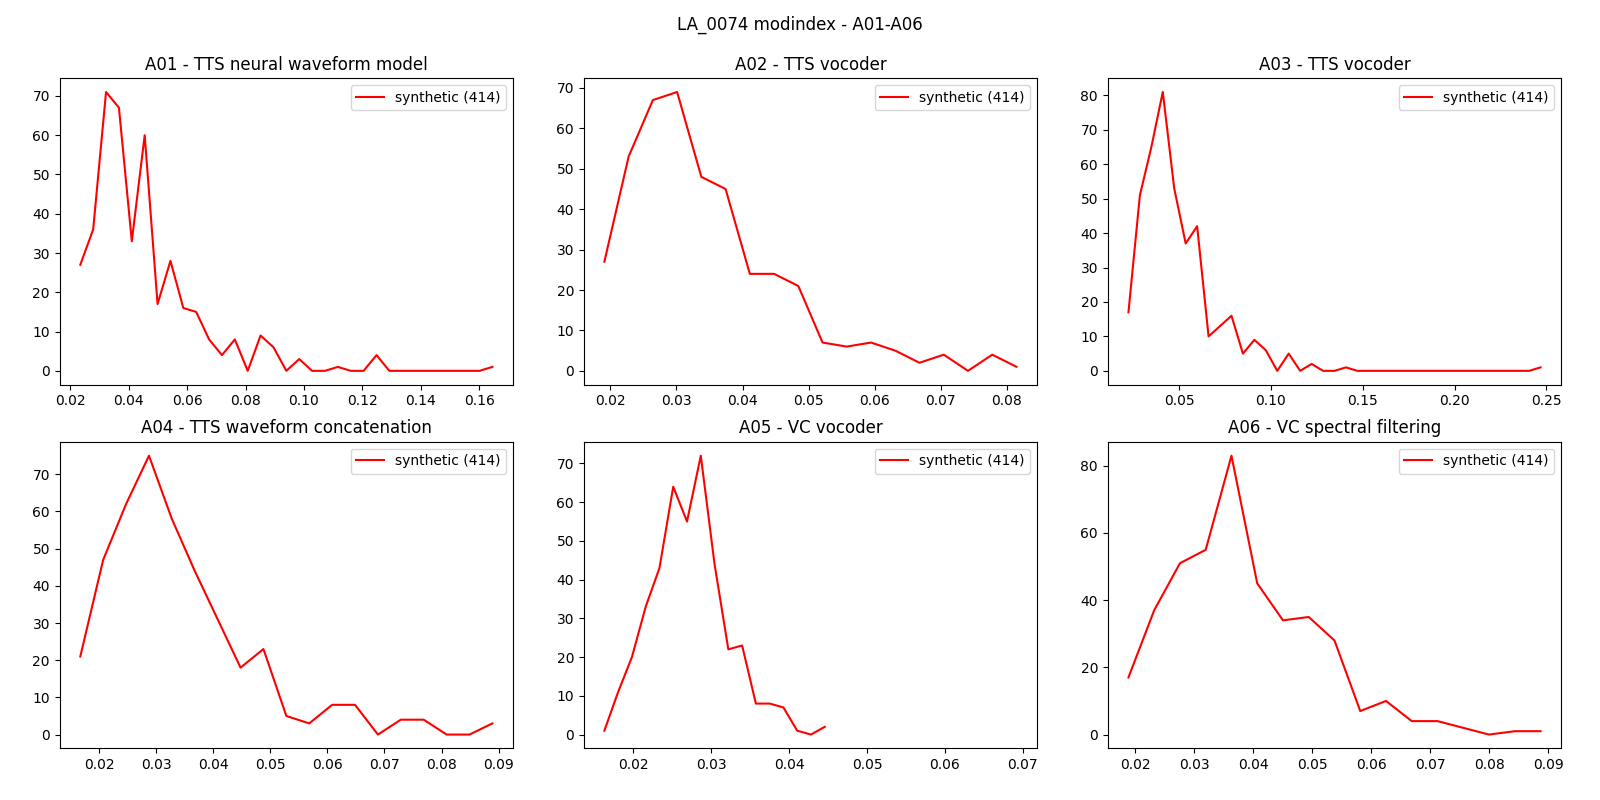 LA_0074 modindex - A01-A06
A01 - TTS neural waveform model
synthetic (414)
70
60
50
40
30
20
10
0
0.02 0.04 0.06 0.08 0.10 0.12 0.14 0.16
A02 - TTS vocoder
synthetic (414)
70
60
50
40
30
20
10
0
0.02 0.03 0.04 0.05 0.06 0.07 0.08
A03 - TTS vocoder
synthetic (414)
80
70
60
50
40
30
20
10
0
0.05 0.10 0.15 0.20 0.25
A04 - TTS waveform concatenation
synthetic (414)
70
60
50
40
30
20
10
0
0.02 0.03 0.04 0.05 0.06 0.07 0.08 0.09
A05 - VC vocoder
synthetic (414)
70
60
50
40
30
20
10
0
0.02 0.03 0.04 0.05 0.06 0.07
A06 - VC spectral filtering
synthetic (414)
80
60
40
20
0
0.02 0.03 0.04 0.05 0.06 0.07 0.08 0.09